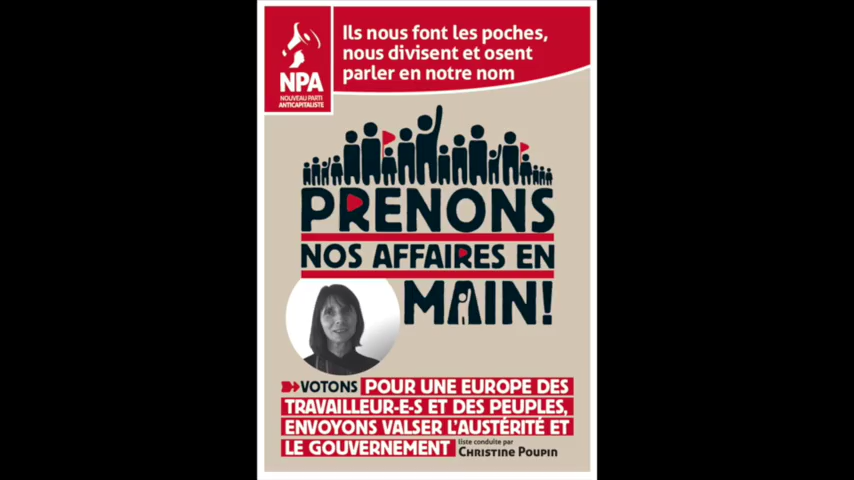 NPA
NOUVEAU PARTI
ANTICAPITALISTE
Ils nous font les poches,
nous divisent et osent
parler en notre nom
PRENONS
NOS AFFAIRES EN
MAIN!
VOTONS POUR UNE EUROPE DES
TRAVAILLEUR-E-S ET DES PEUPLES,
ENVOYONS VALSER L'AUSTÉRITÉ ET
LE GOUVERNEMENT liste conduite par
CHRISTINE POUPIN